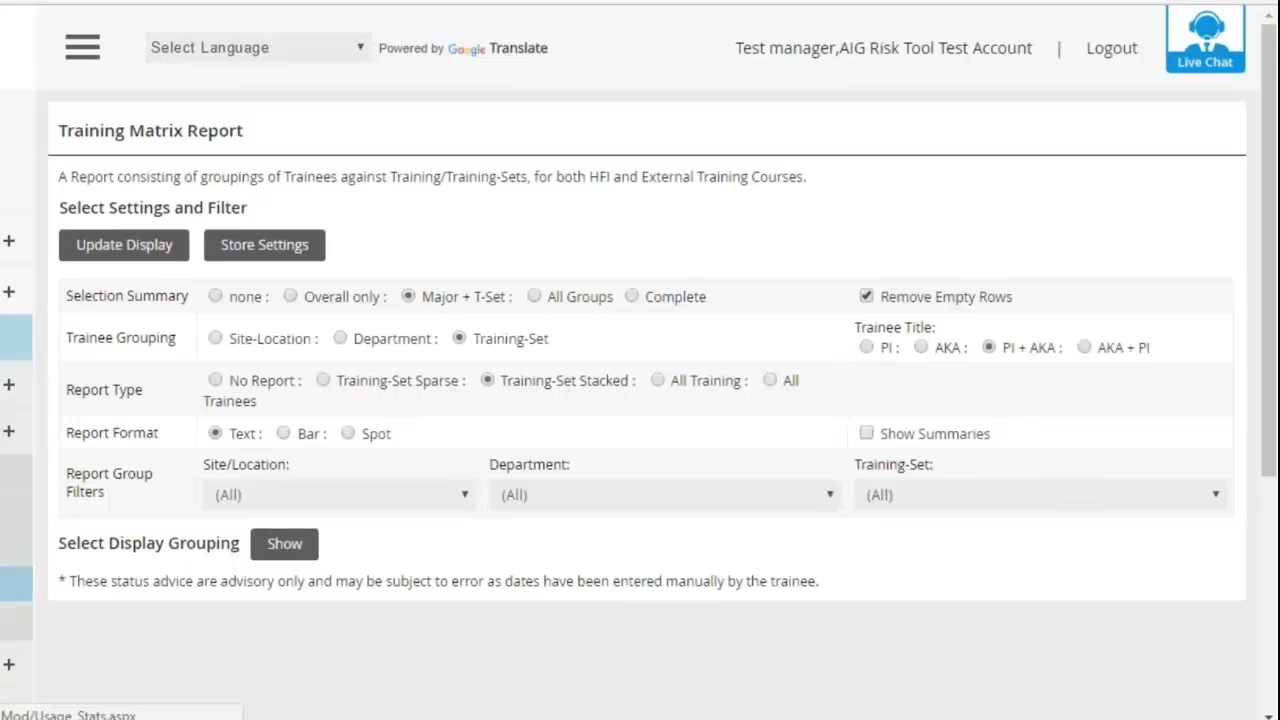 Select Language
Powered by Google Translate
Test manager,AIG Risk Tool Test Account | Logout
Live Chat
Training Matrix Report
A Report consisting of groupings of Trainees against Training/Training-Sets, for both HFI and External Training Courses.
Select Settings and Filter
Update Display Store Settings
Selection Summary none : Overall only : Major + T-Set : All Groups Complete Remove Empty Rows
Trainee Grouping Site-Location : Department : Training-Set
Trainee Title:
PI : AKA : PI + AKA : AKA + PI
Report Type No Report : Training-Set Sparse : Training-Set Stacked : All Training : All
Trainees
Report Format Text : Bar : Spot Show Summaries
Report Group
Filters
Site/Location: Department: Training-Set:
(All) (All) (All)
Select Display Grouping Show
* These status advice are advisory only and may be subject to error as dates have been entered manually by the trainee.
Mod/Usage_Stats.aspx